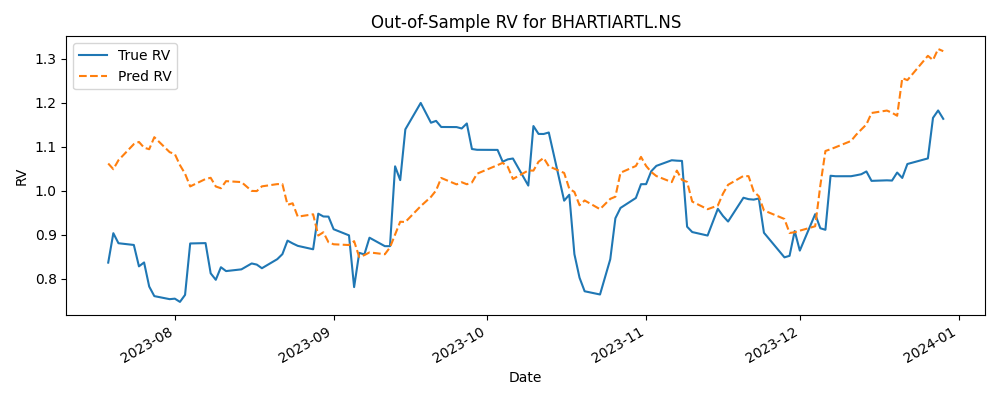 Out-of-Sample RV for BHARTIARTL.NS
True RV
Pred RV
RV
1.3
1.2
1.1
1.0
0.9
0.8
2023-08
2023-09
2023-10
2023-11
2023-12
2024-01
Date